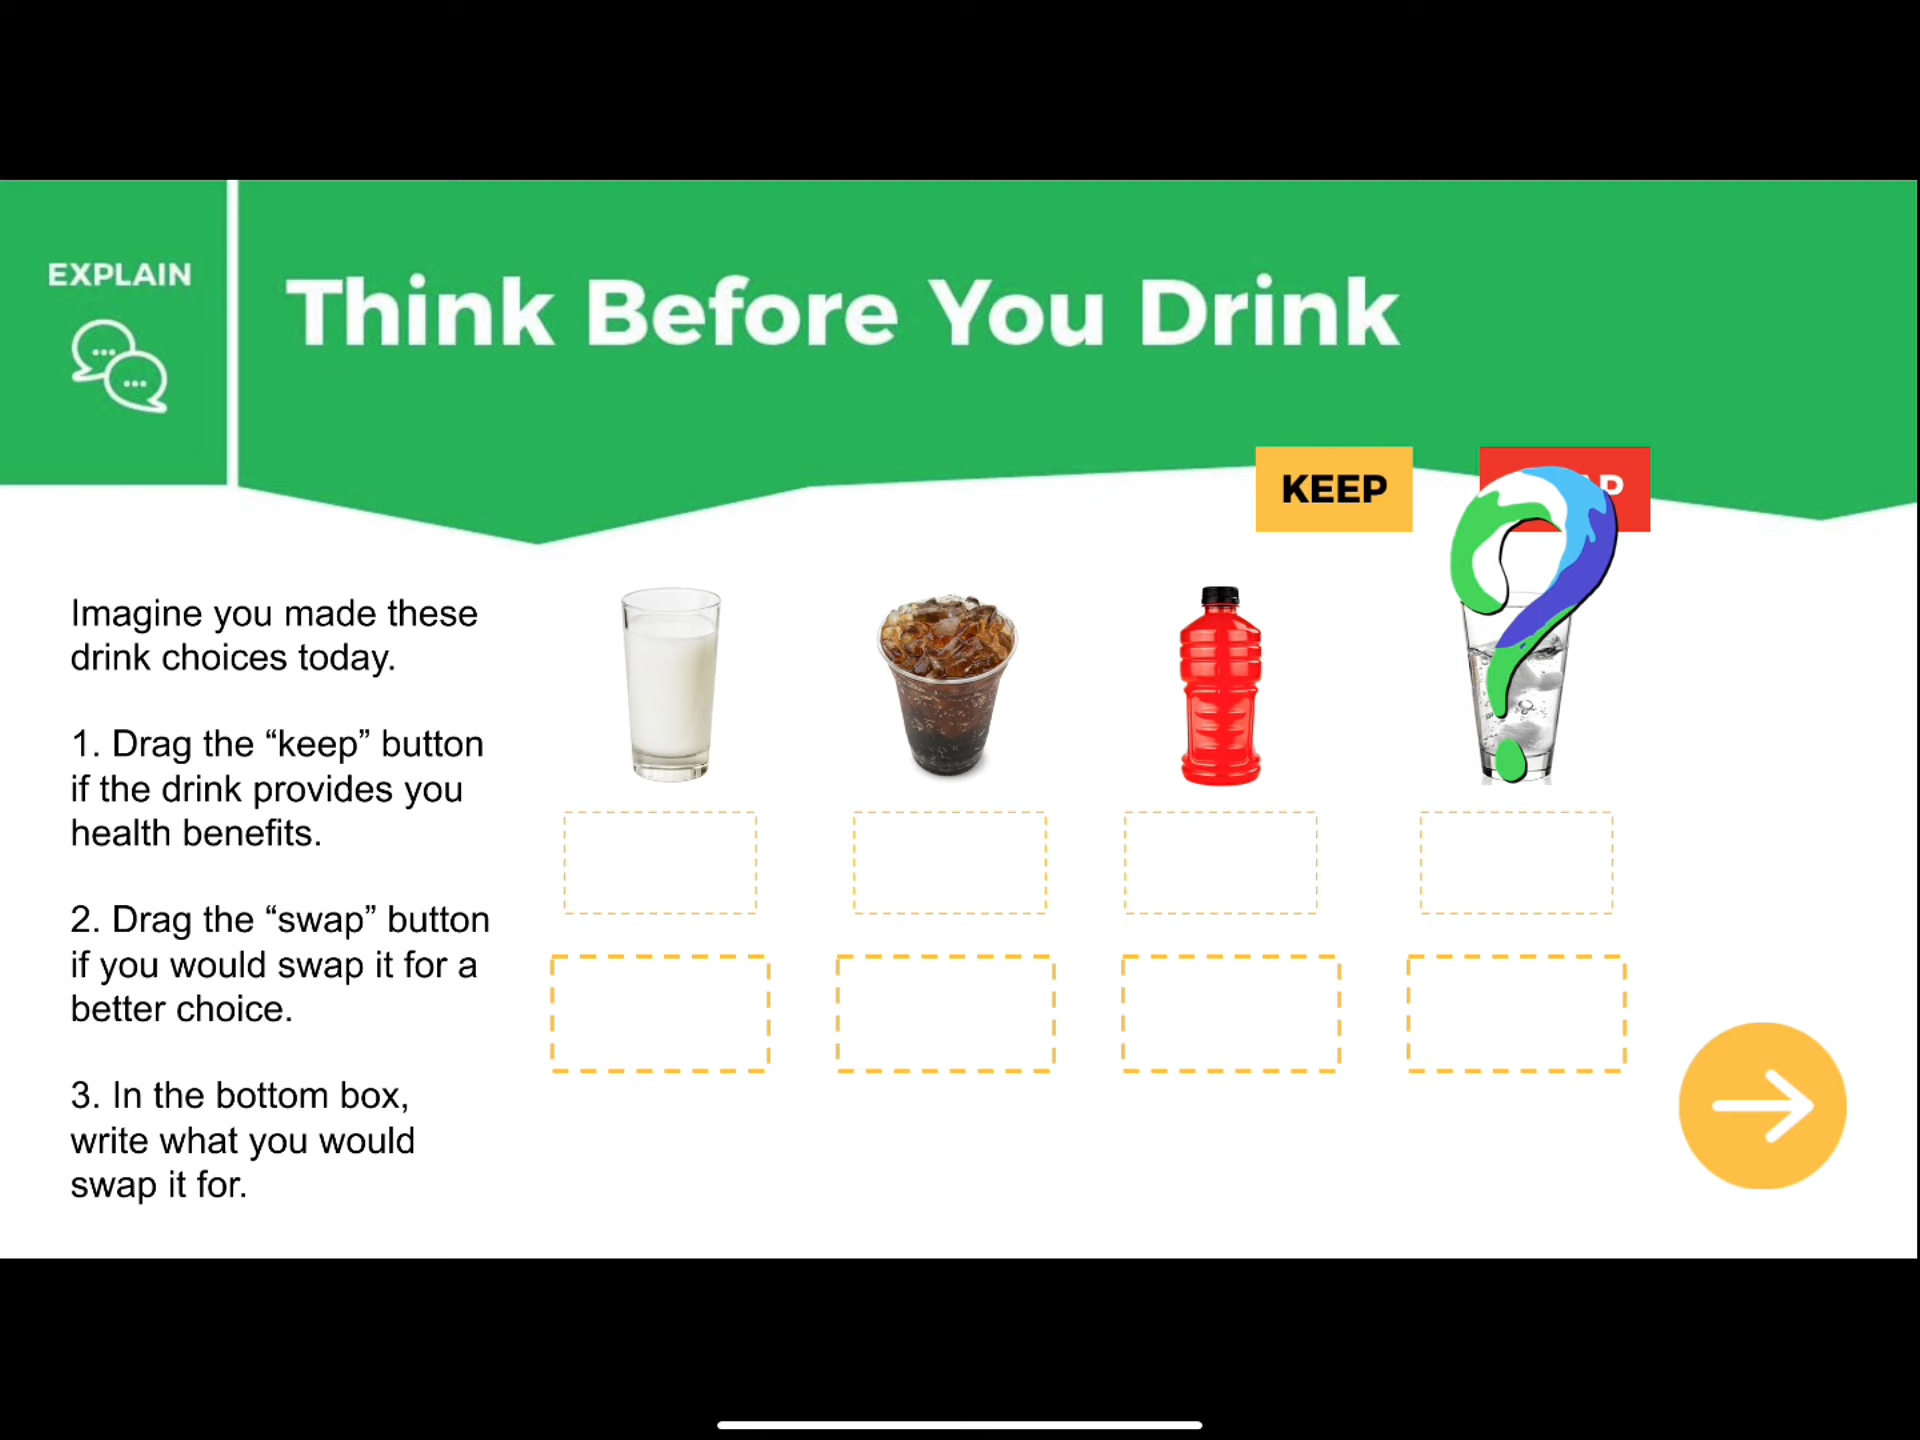 EXPLAIN
Think Before You Drink
KEEP
Imagine you made these
drink choices today.
1. Drag the “keep” button
if the drink provides you
health benefits.
2. Drag the “swap” button
if you would swap it for a
better choice.
3. In the bottom box,
write what you would
swap it for.